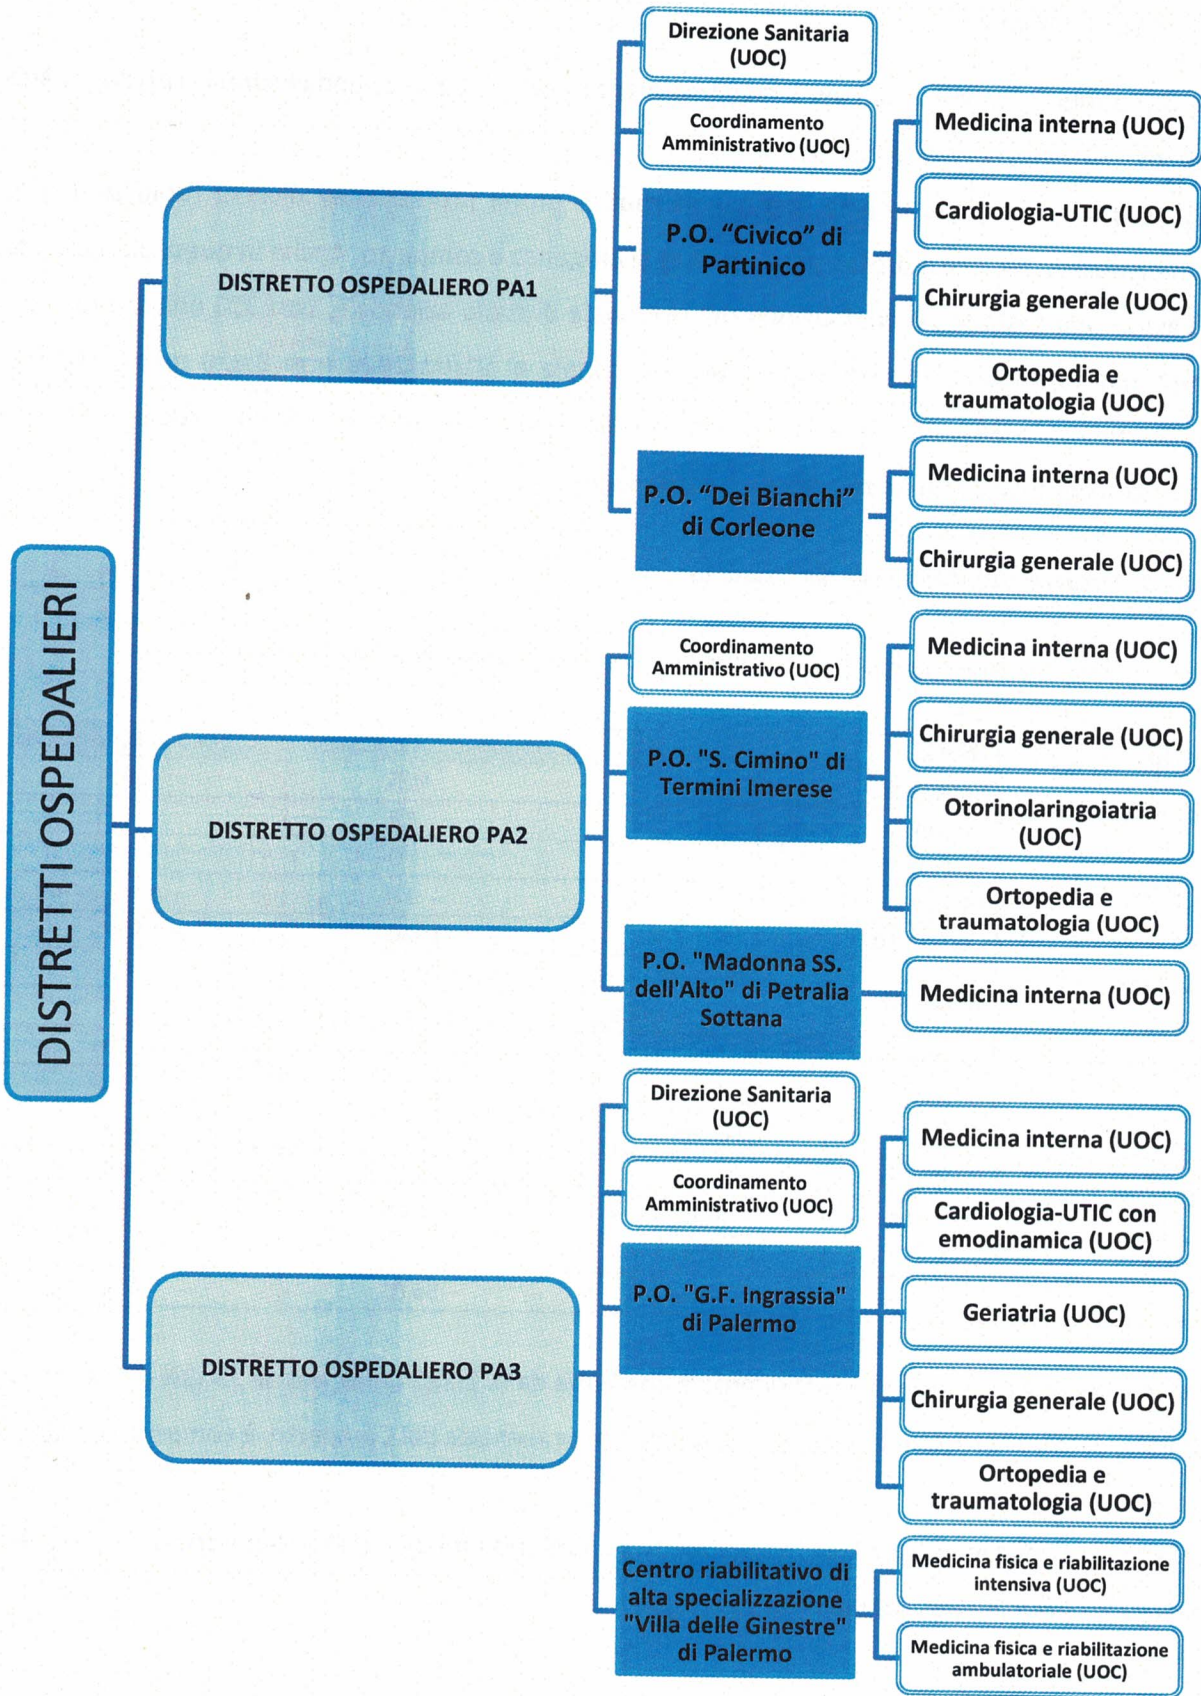 DISTRETTI OSPEDALIERI
DISTRETTO OSPEDALIERO PA1
Direzione Sanitaria
(UOC)
Coordinamento
Amministrativo (UOC)
P.O. “Civico” di
Partinico
Medicina interna (UOC)
Cardiologia-UTIC (UOC)
Chirurgia generale (UOC)
Ortopedia e
traumatologia (UOC)
P.O. “Dei Bianchi”
di Corleone
Medicina interna (UOC)
Chirurgia generale (UOC)
DISTRETTO OSPEDALIERO PA2
Coordinamento
Amministrativo (UOC)
P.O. "S. Cimino" di
Termini Imerese
Medicina interna (UOC)
Chirurgia generale (UOC)
Otorinolaringoiatria
(UOC)
Ortopedia e
traumatologia (UOC)
P.O. "Madonna SS.
dell'Alto" di Petralia
Sottana
Medicina interna (UOC)
DISTRETTO OSPEDALIERO PA3
Direzione Sanitaria
(UOC)
Coordinamento
Amministrativo (UOC)
P.O. "G.F. Ingrassia"
di Palermo
Medicina interna (UOC)
Cardiologia-UTIC con
emodinamica (UOC)
Geriatria (UOC)
Chirurgia generale (UOC)
Ortopedia e
traumatologia (UOC)
Centro riabilitativo di
alta specializzazione
"Villa delle Ginestre"
di Palermo
Medicina fisica e riabilitazione
intensiva (UOC)
Medicina fisica e riabilitazione
ambulatoriale (UOC)